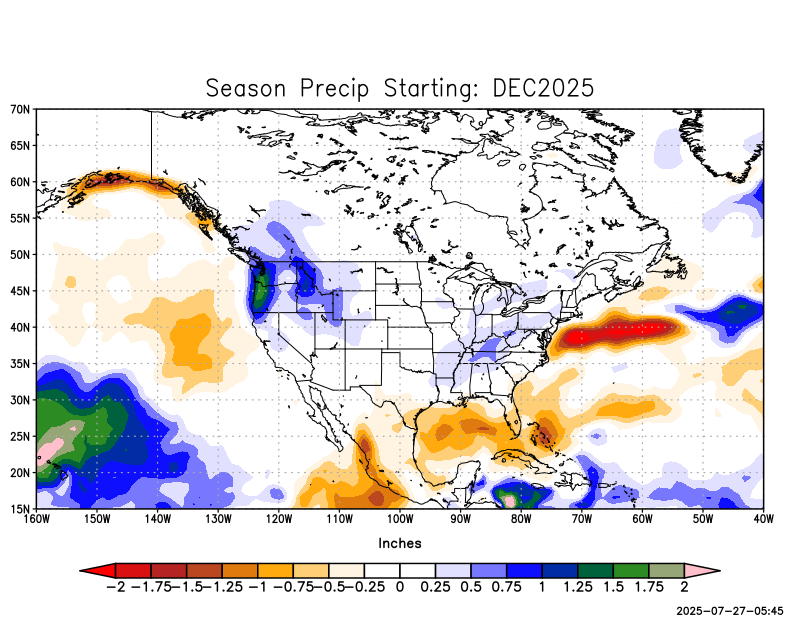 Season Precip Starting: DEC2025
70N
65N
60N
55N
50N
45N
40N
35N
30N
25N
20N
15N
160W 150W 140W 130W 120W 110W 100W 90W 80W 70W 60W 50W 40W
Inches
-2 -1.75 -1.5 -1.25 -1 -0.75 -0.5 -0.25 0 0.25 0.5 0.75 1 1.25 1.5 1.75 2
2025-07-27-05:45